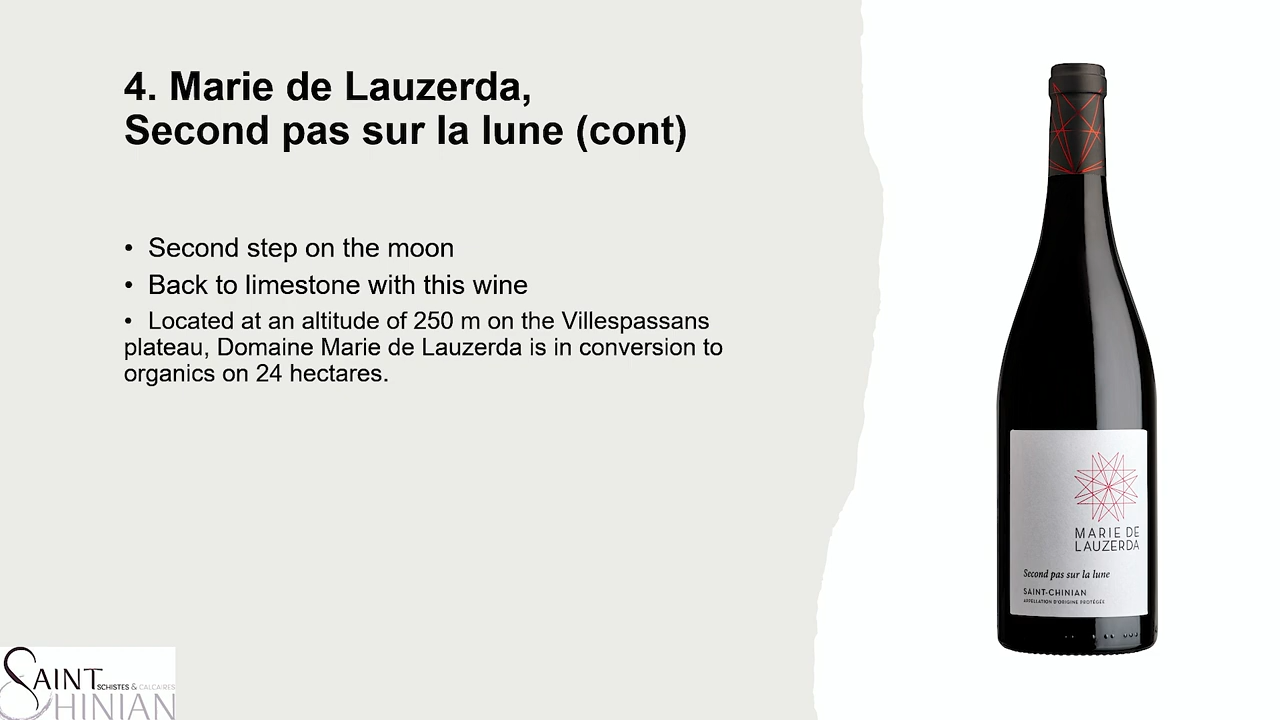 4. Marie de Lauzerda,
Second pas sur la lune (cont)
• Second step on the moon
• Back to limestone with this wine
• Located at an altitude of 250 m on the Villespassans
plateau, Domaine Marie de Lauzerda is in conversion to
organics on 24 hectares.
MARIE DE
LAUZERDA
Second pas sur la lune
SAINT-CHINIAN
APPELLATION D'ORIGINE PROTÉGÉE
SAINT SCHISTES & CALCAIRES
CHINIAN